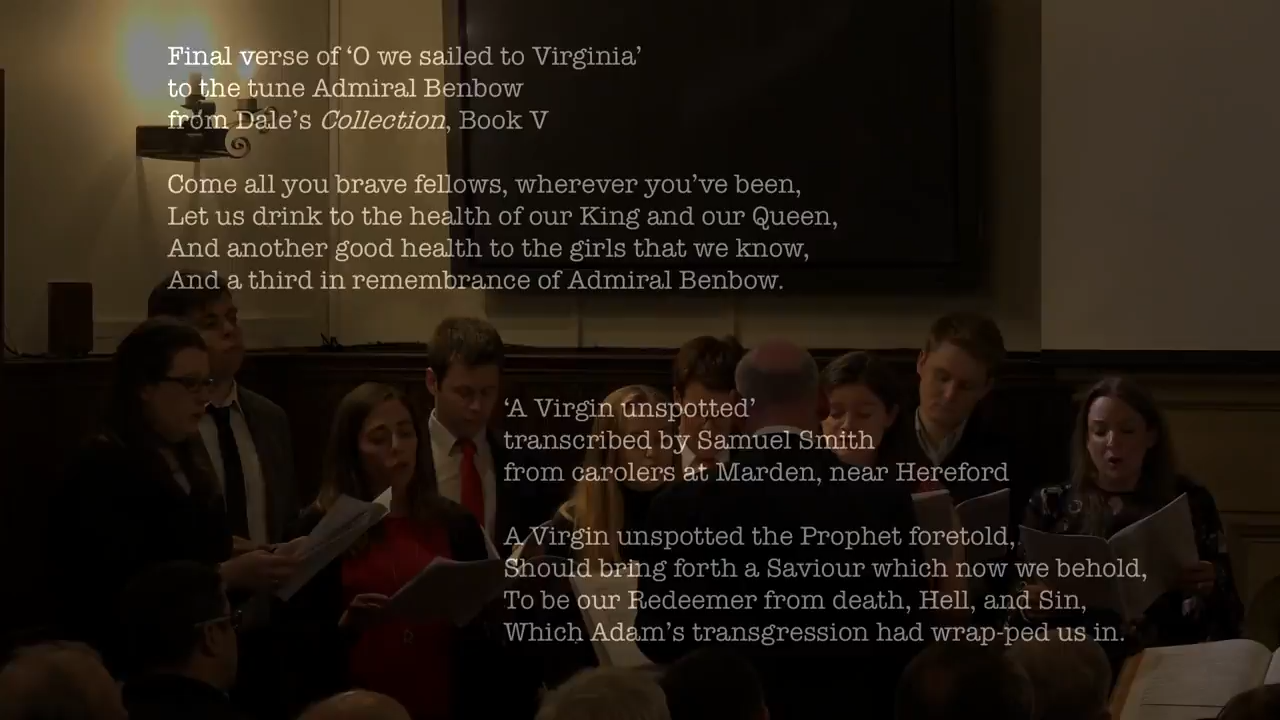 Final verse of ‘O we sailed to Virginia’
to the tune Admiral Benbow
from Dale’s Collection, Book V
Come all you brave fellows, wherever you’ve been,
Let us drink to the health of our King and our Queen,
And another good health to the girls that we know,
And a third in remembrance of Admiral Benbow.
‘A Virgin unspotted’
transcribed by Samuel Smith
from carolers at Marden, near Hereford
A Virgin unspotted the Prophet foretold,
Should bring forth a Saviour which now we behold,
To be our Redeemer from death, Hell, and Sin,
Which Adam’s transgression had wrap-ped us in.